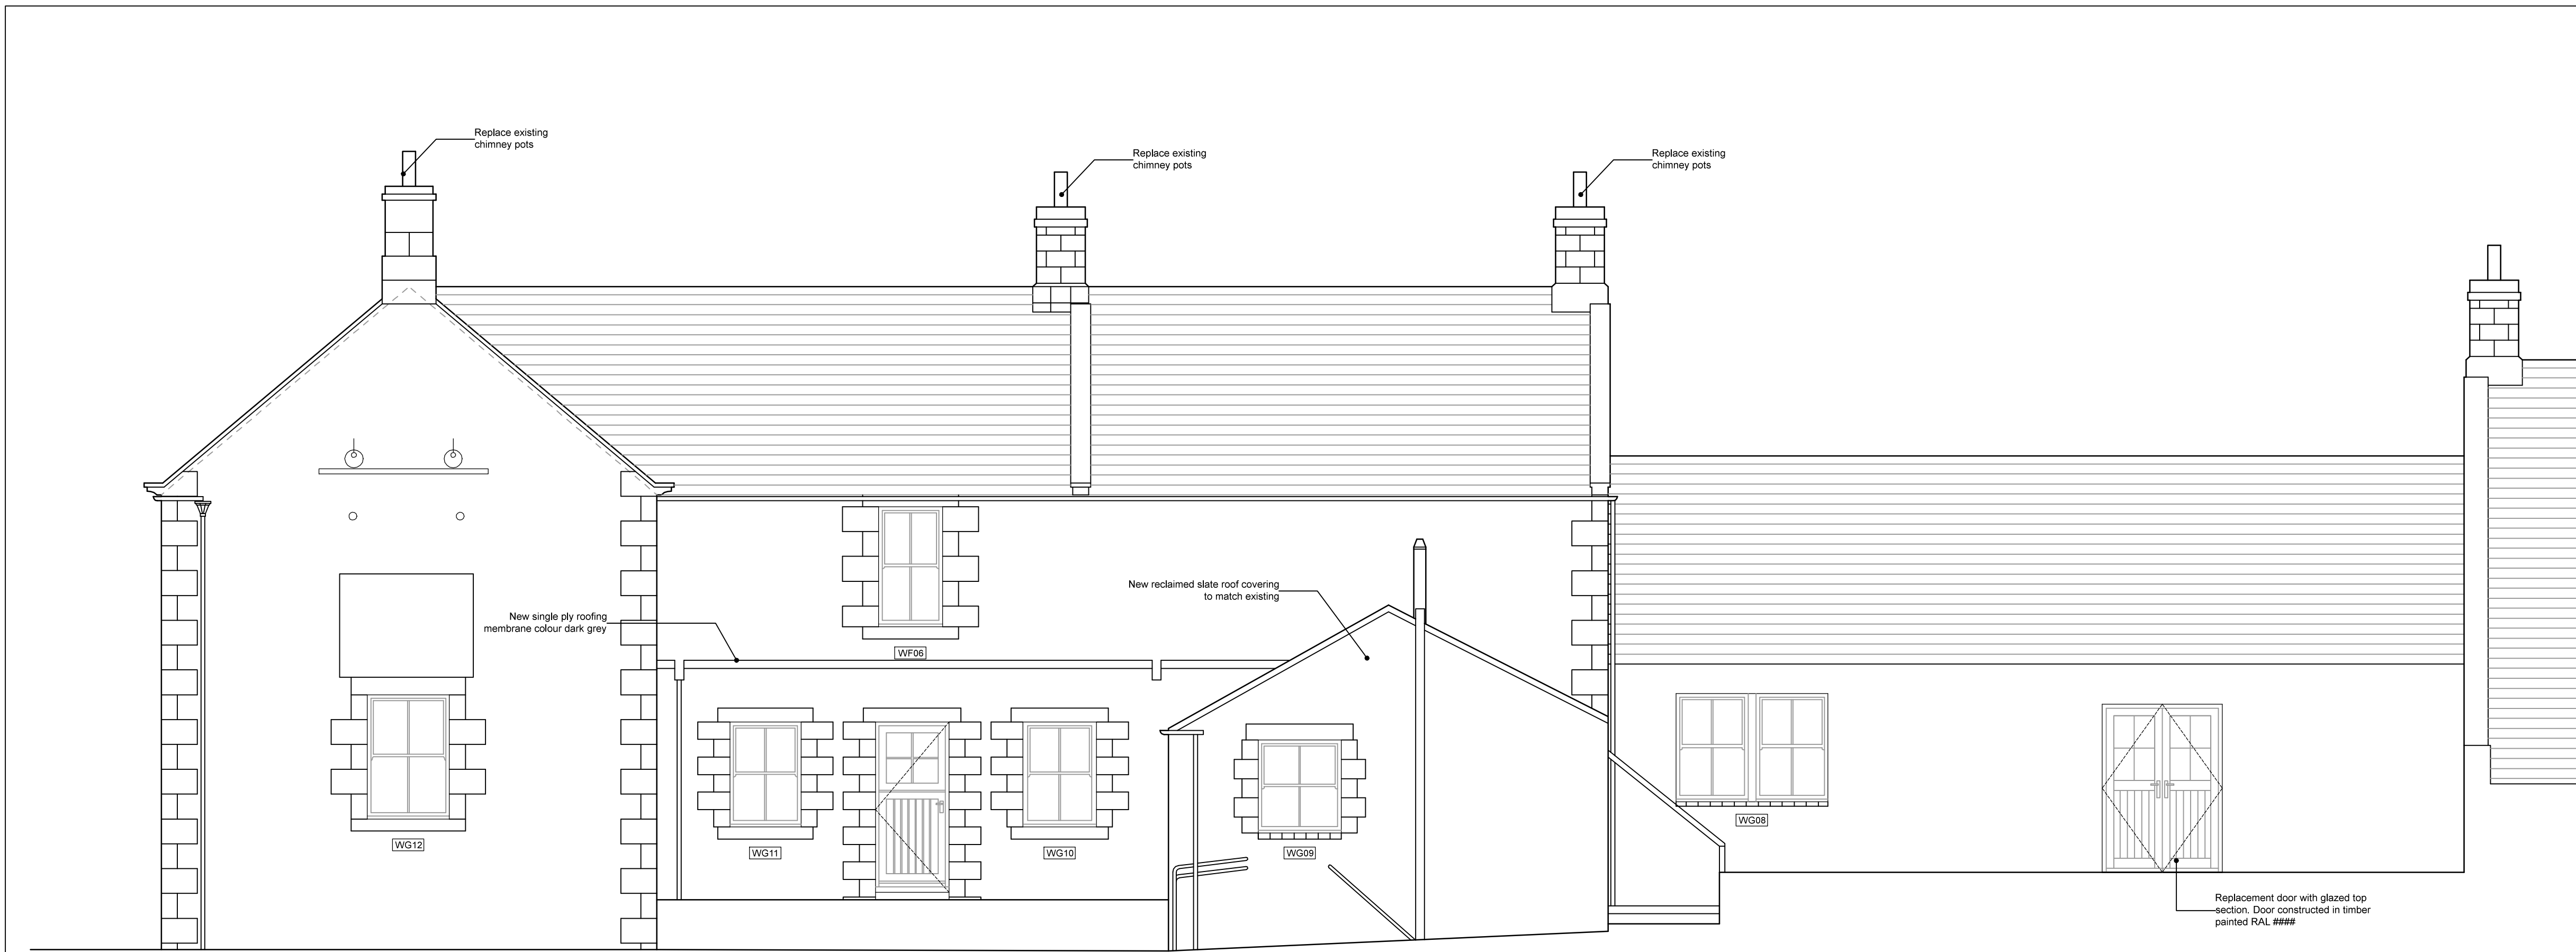 Replace existing
chimney pots
Replace existing
chimney pots
Replace existing
chimney pots
New single ply roofing
membrane colour dark grey
New reclaimed slate roof covering
to match existing
WF06
WG12
WG11
WG10
WG09
WG08
Replacement door with glazed top
section. Door constructed in timber
painted RAL ####